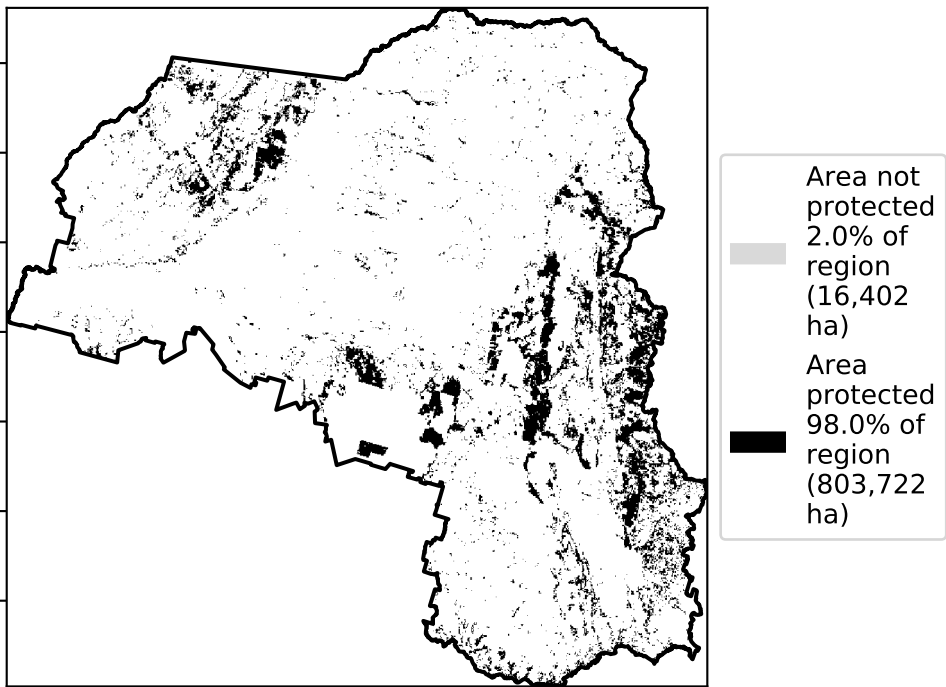 Area not
protected
2.0% of
region
(16,402
ha)
Area
protected
98.0% of
region
(803,722
ha)